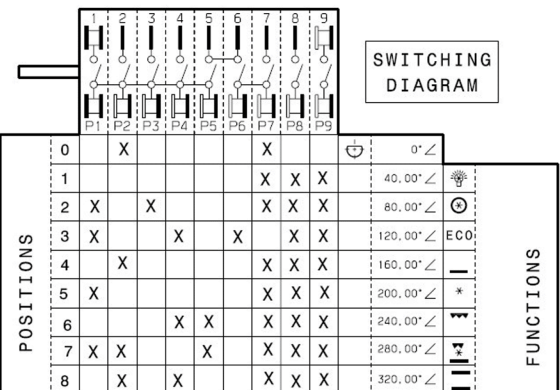 1 2 3 4 5 6 7 8 9
SWITCHING
DIAGRAM
P1 P2 P3 P4 P5 P6 P7 P8 P9
POSITIONS
0 X X 0°∠
1 X X X 40,00°∠
2 X X X X X 80,00°∠
3 X X X X X 120,00°∠ ECO
4 X X X X 160,00°∠
5 X X X X 200,00°∠
6 X X X X X 240,00°∠
7 X X X X X X 280,00°∠
8 X X X X X 320,00°∠
FUNCTIONS